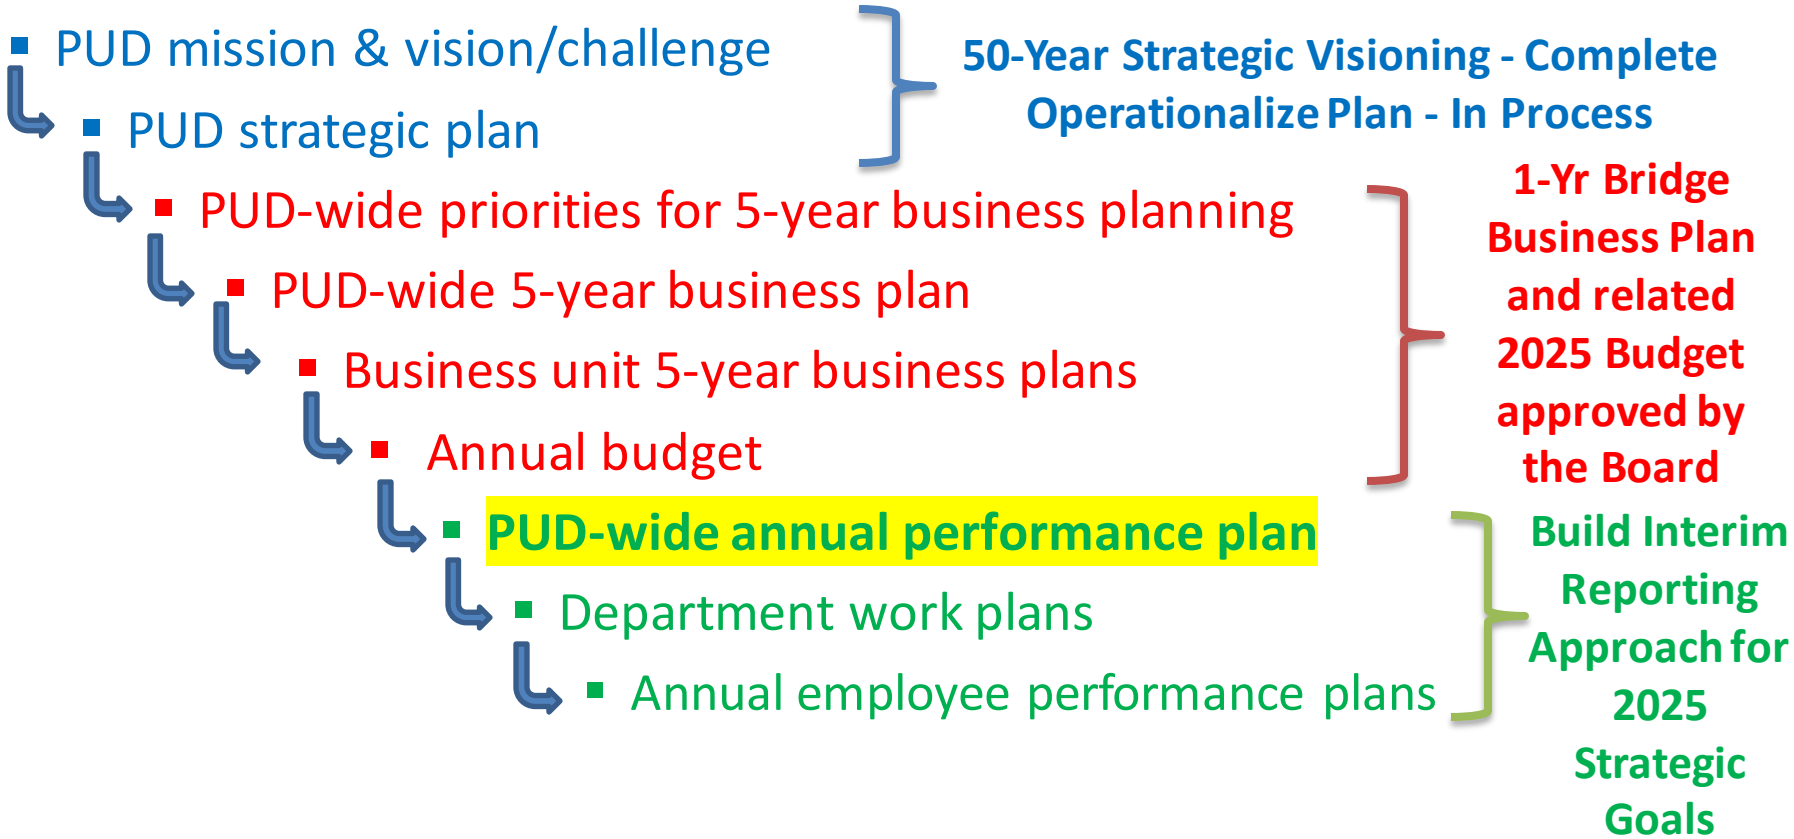 PUD mission & vision/challenge
PUD strategic plan
50-Year Strategic Visioning - Complete
Operationalize Plan - In Process
PUD-wide priorities for 5-year business planning
PUD-wide 5-year business plan
Business unit 5-year business plans
Annual budget
1-Yr Bridge
Business Plan
and related
2025 Budget
approved by
the Board
PUD-wide annual performance plan
Department work plans
Annual employee performance plans
Build Interim
Reporting
Approach for
2025
Strategic
Goals